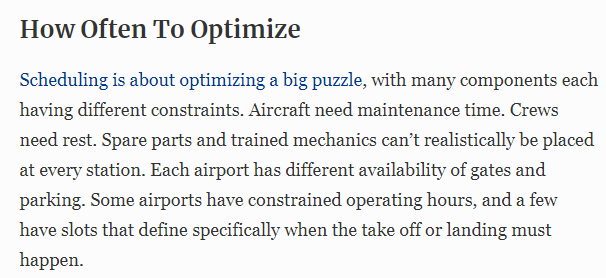 How Often To Optimize
Scheduling is about optimizing a big puzzle, with many components each
having different constraints. Aircraft need maintenance time. Crews
need rest. Spare parts and trained mechanics can’t realistically be placed
at every station. Each airport has different availability of gates and
parking. Some airports have constrained operating hours, and a few
have slots that define specifically when the take off or landing must
happen.